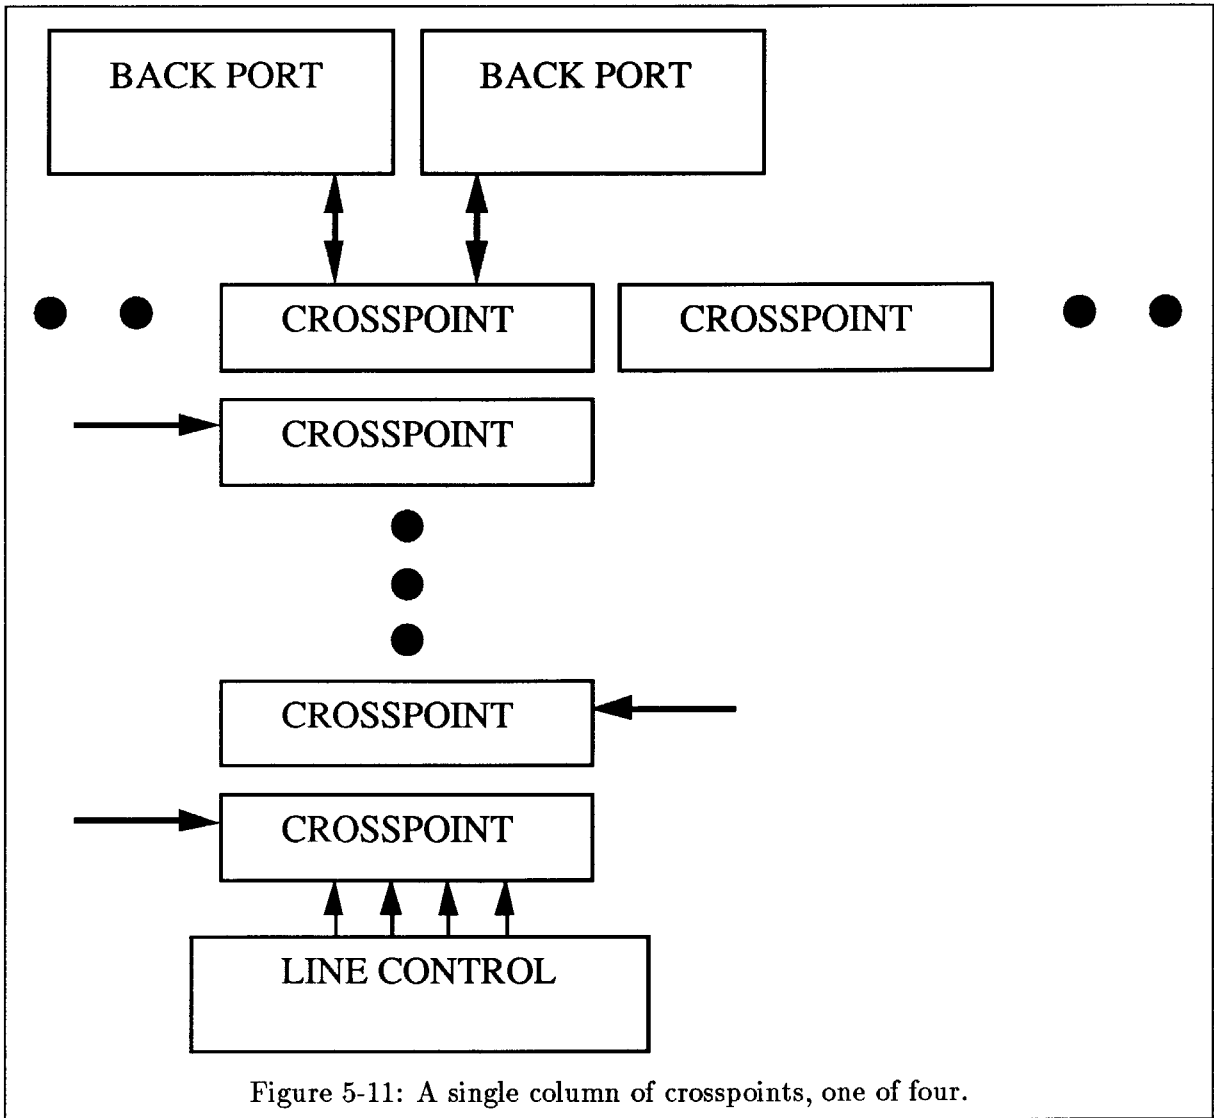 BACK PORT BACK PORT
CROSSPOINT CROSSPOINT
CROSSPOINT
CROSSPOINT
CROSSPOINT
LINE CONTROL
Figure 5-11: A single column of crosspoints, one of four.